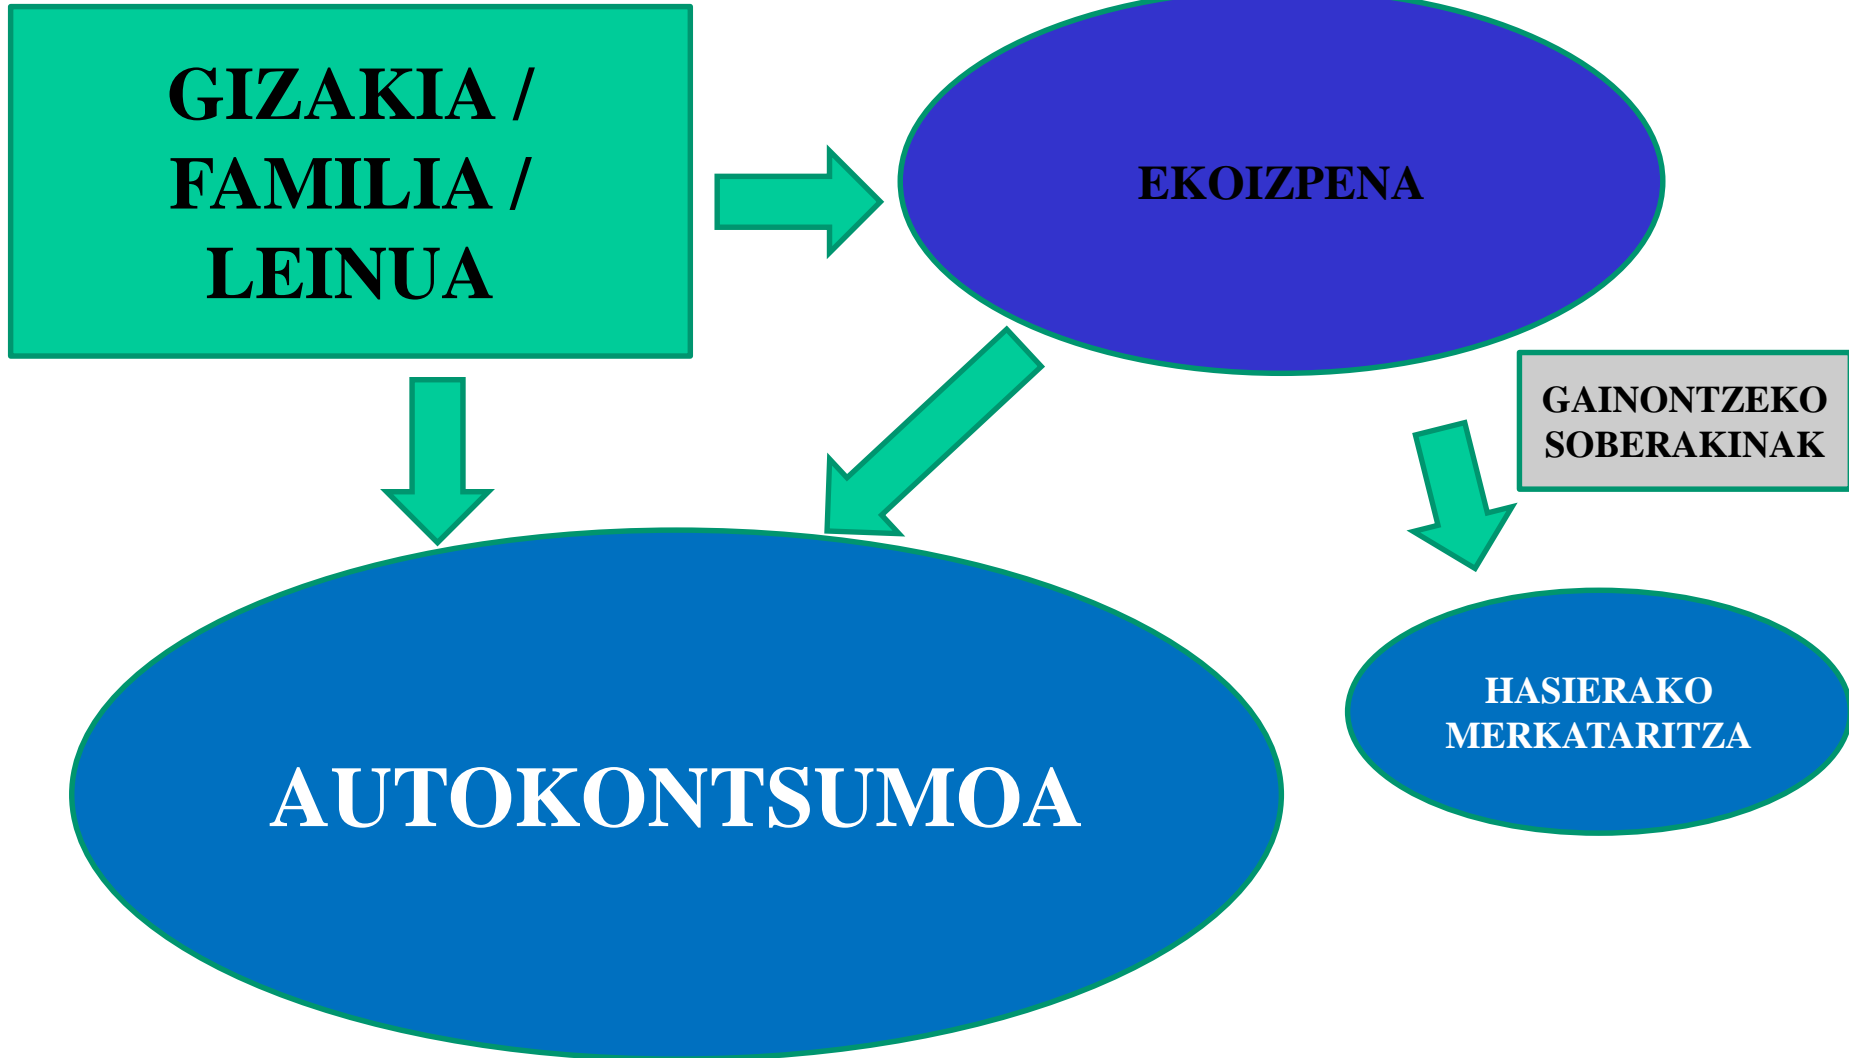 GIZAKIA /
FAMILIA /
LEINUA
EKOIZPENA
GAINONTZEKO
SOBERAKINAK
HASIERAKO
MERKATARITZA
AUTOKONTSUMOA